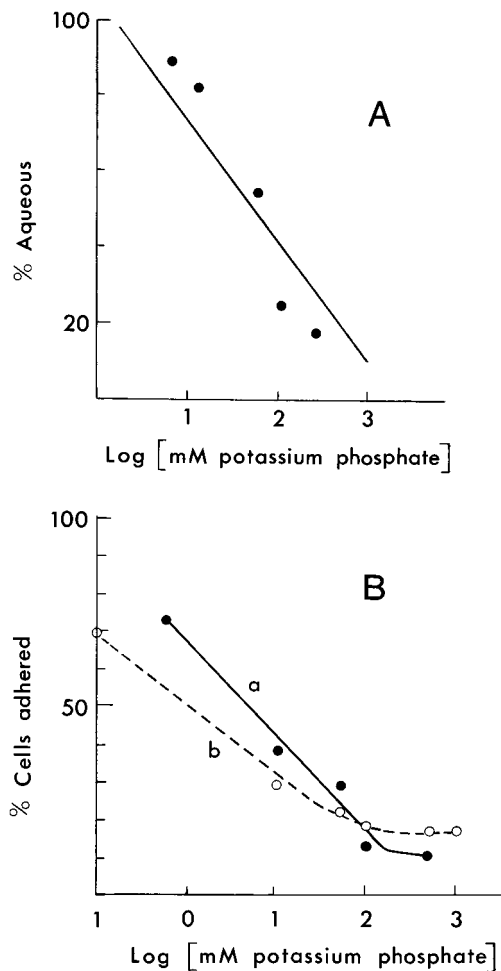 100
A
% Aqueous
20
1 2 3
Log [mM potassium phosphate]
100
B
% Cells adhered
a
50
b
1 0 1 2 3
Log [mM potassium phosphate]